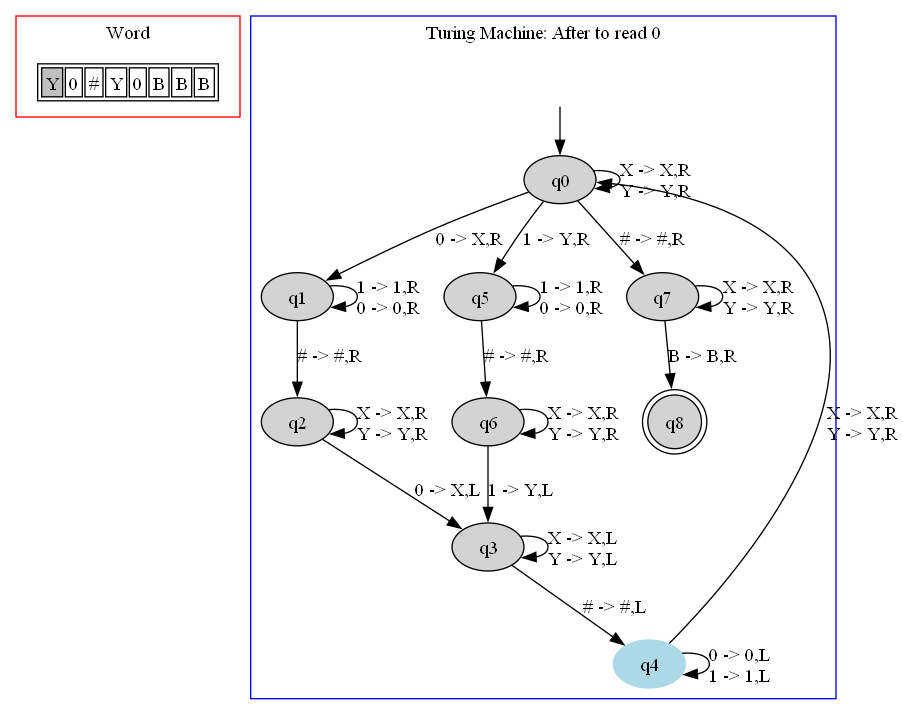 Word
Y 0 # Y 0 B B B
Turing Machine: After to read 0
q0
X -> X,R
Y -> Y,R
0 -> X,R
1 -> Y,R
# -> #,R
q1
1 -> 1,R
0 -> 0,R
q5
1 -> 1,R
0 -> 0,R
q7
X -> X,R
Y -> Y,R
# -> #,R
# -> #,R
B -> B,R
q2
X -> X,R
Y -> Y,R
q6
X -> X,R
Y -> Y,R
q8
X -> X,R
Y -> Y,R
0 -> X,L
1 -> Y,L
q3
X -> X,L
Y -> Y,L
# -> #,L
q4
0 -> 0,L
1 -> 1,L